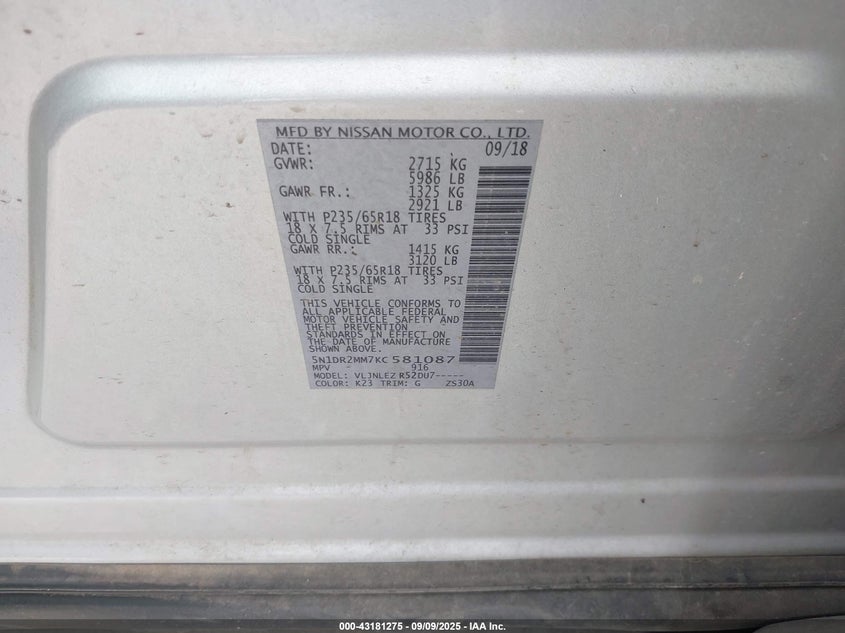 MFD BY NISSAN MOTOR CO., LTD.
DATE: 09/18
GVWR: 2715 KG
5986 LB
GAWR FR.: 1325 KG
2921 LB
WITH P235/65R18 TIRES
18 X 7.5 RIMS AT 33 PSI
COLD SINGLE
GAWR RR.: 1415 KG
3120 LB
WITH P235/65R18 TIRES
18 X 7.5 RIMS AT 33 PSI
COLD SINGLE
THIS VEHICLE CONFORMS TO
ALL APPLICABLE FEDERAL
MOTOR VEHICLE SAFETY AND
THEFT PREVENTION
STANDARDS IN EFFECT ON
THE DATE OF MANUFACTURE
SHOWN ABOVE.
5N1DR2MM7KC581087
MPV - 916
MODEL: VLJNLEZ R52DU7-----
COLOR: K23 TRIM: G ZS30A
000-43181275 - 09/09/2025 - IAA Inc.